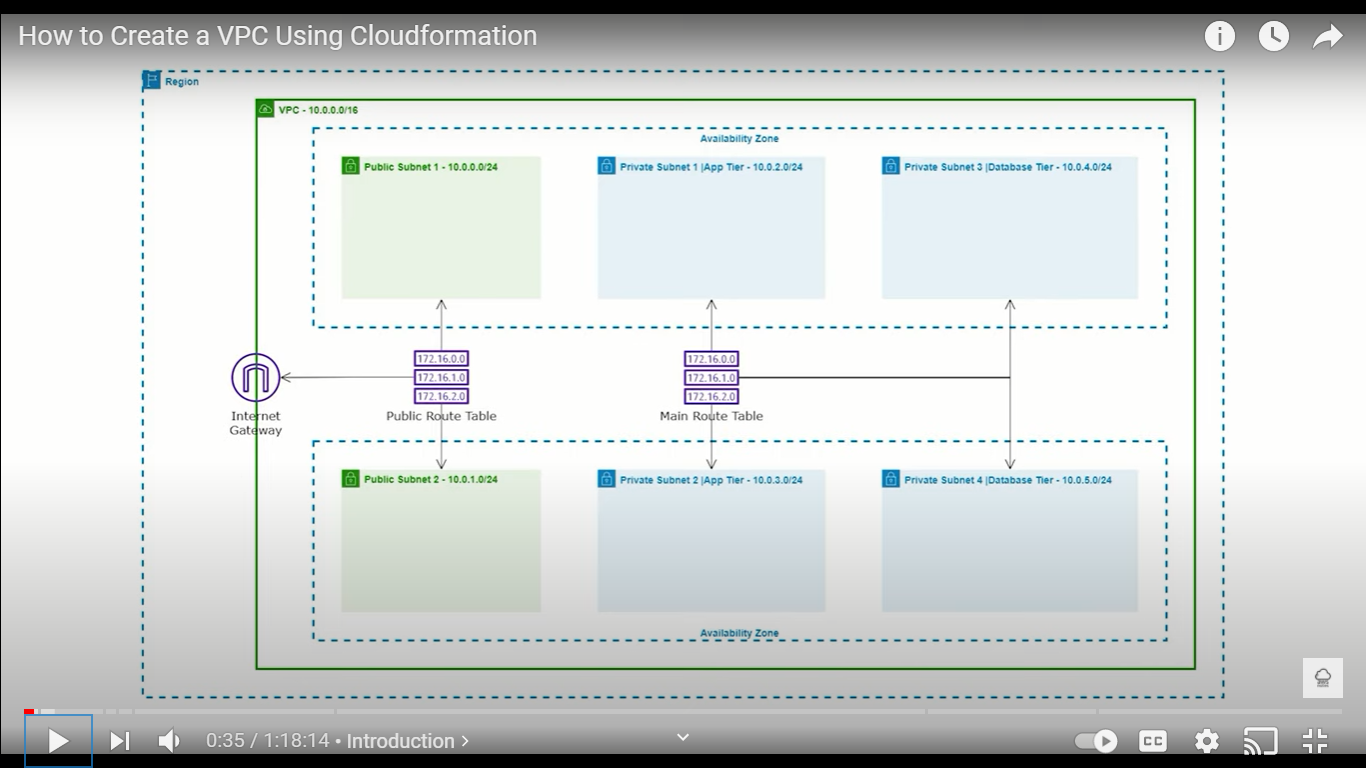 How to Create a VPC Using Cloudformation
Region
VPC - 10.0.0.0/16
Availability Zone
Public Subnet 1 - 10.0.0.0/24
Private Subnet 1 |App Tier - 10.0.2.0/24
Private Subnet 3 |Database Tier - 10.0.4.0/24
172.16.0.0
172.16.1.0
172.16.2.0
172.16.0.0
172.16.1.0
172.16.2.0
Internet
Gateway
Public Route Table
Main Route Table
Public Subnet 2 - 10.0.1.0/24
Private Subnet 2 |App Tier - 10.0.3.0/24
Private Subnet 4 |Database Tier - 10.0.5.0/24
Availability Zone
0:35 / 1:18:14 • Introduction
CC